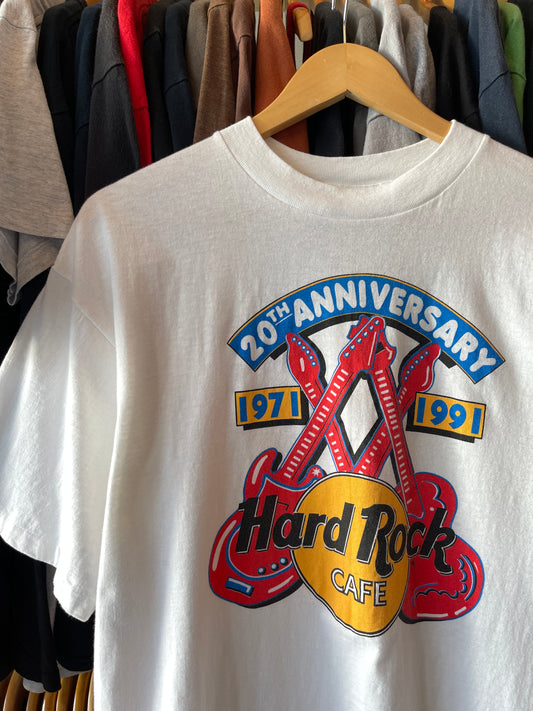 20TH ANNIVERSARY
1971 1991
Hard Rock
CAFE